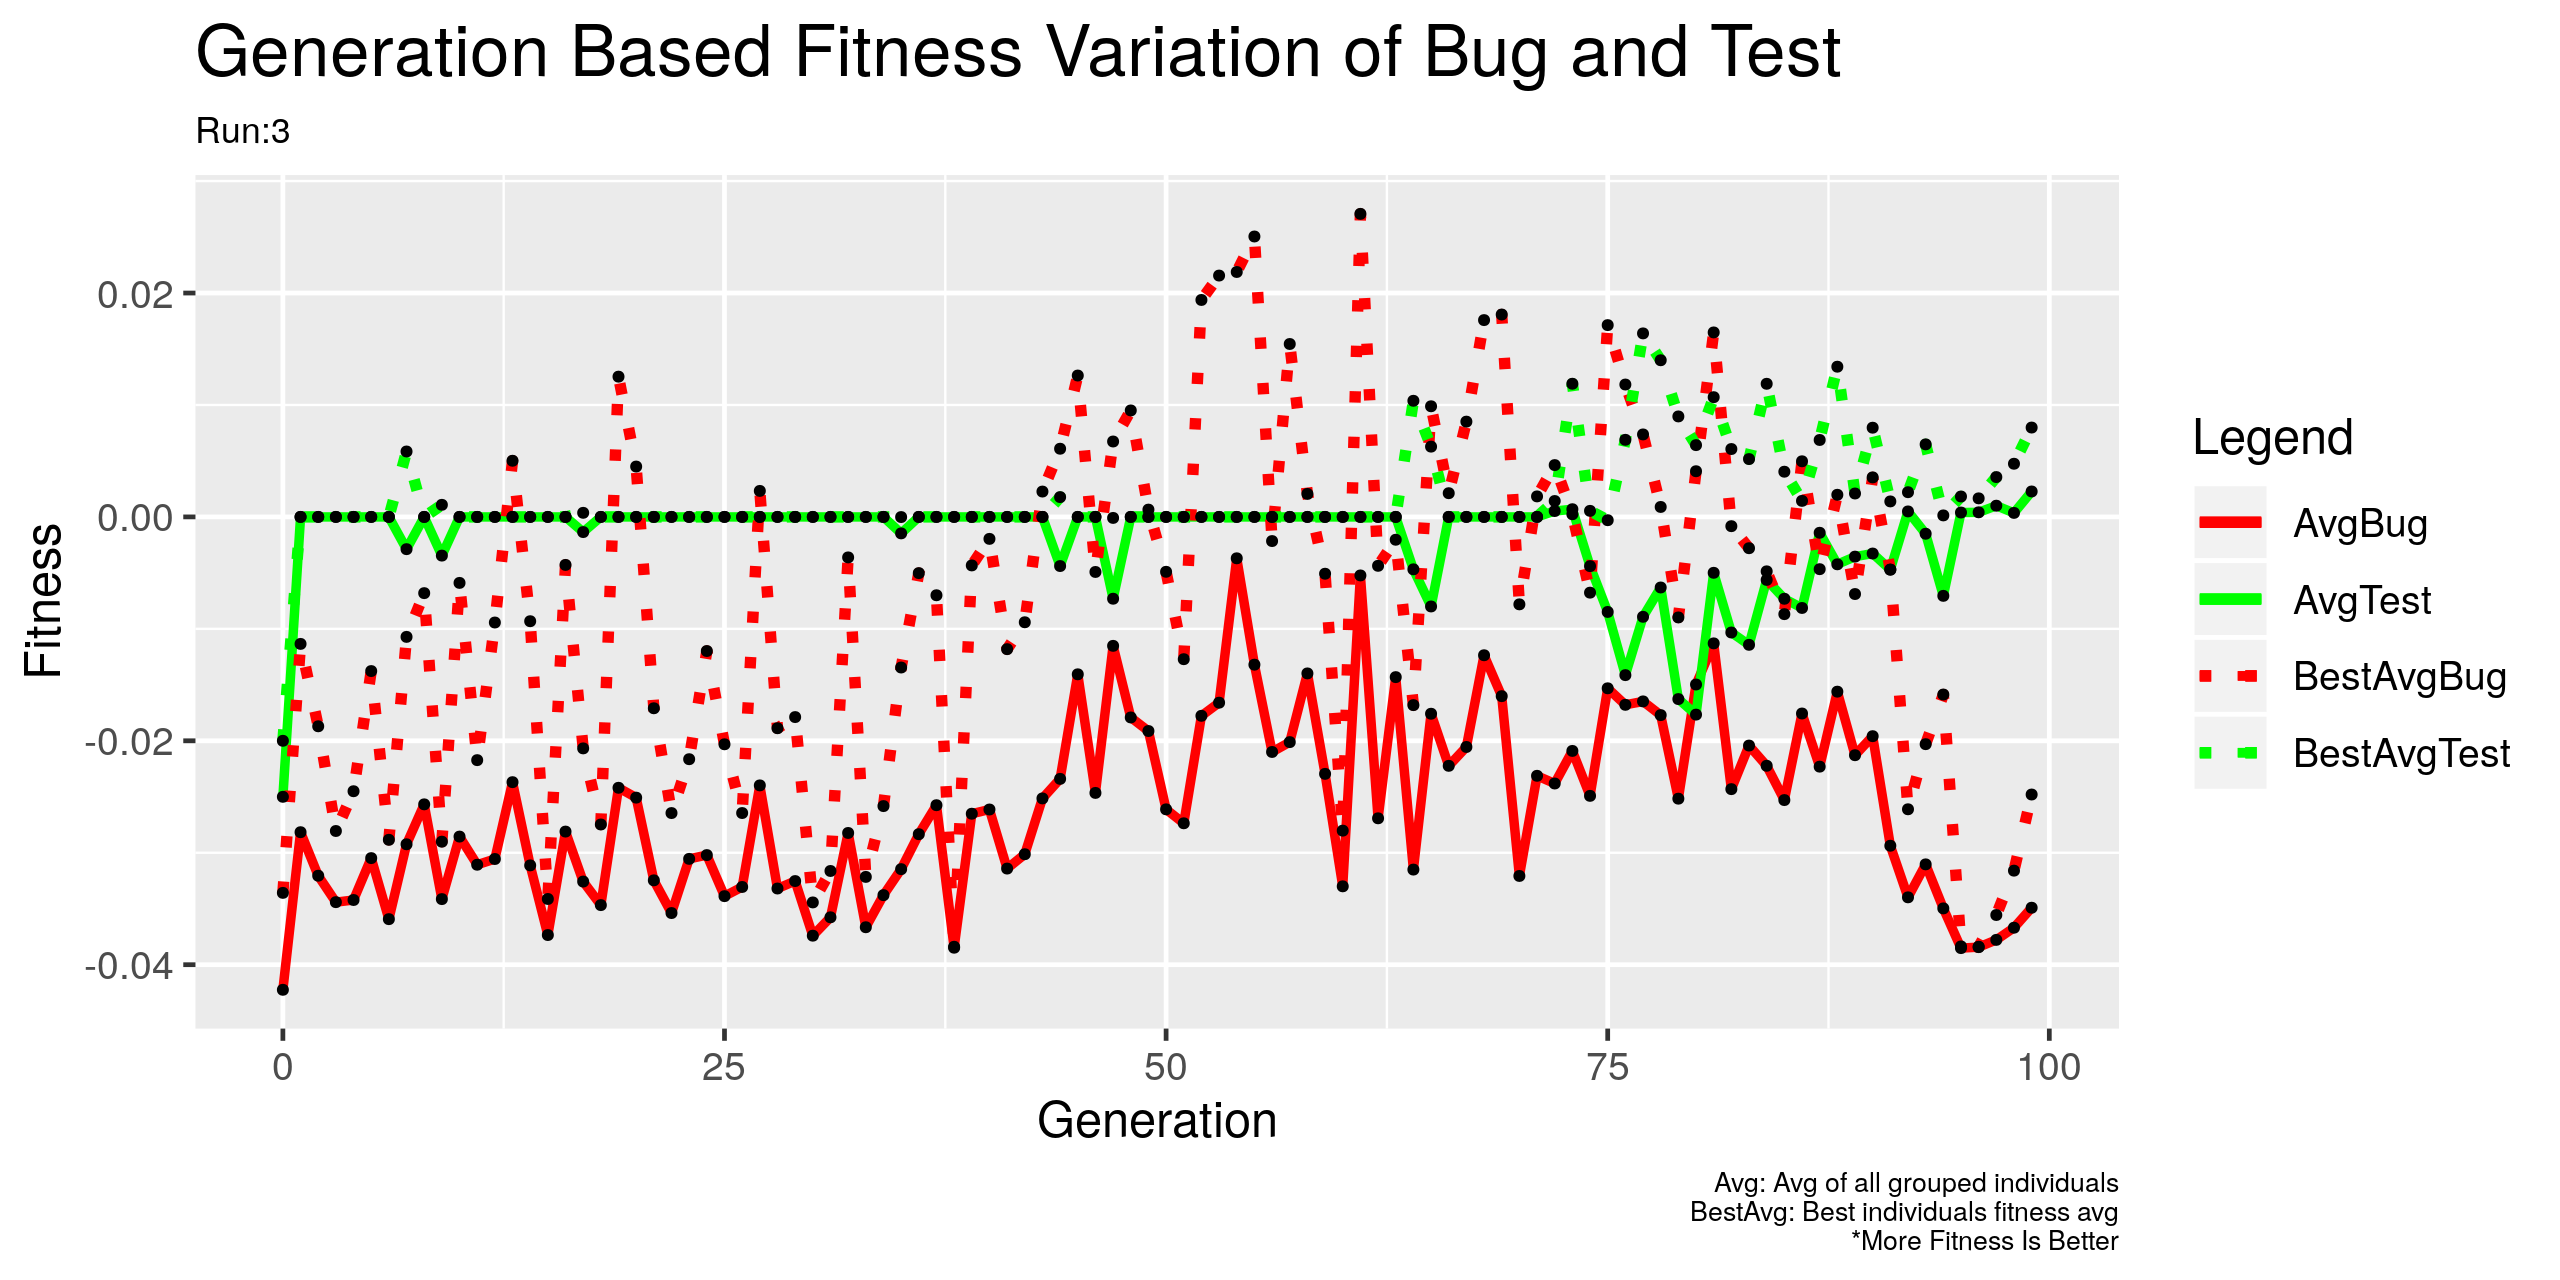 Generation Based Fitness Variation of Bug and Test
Run:3
Fitness
0.02
0.00
-0.02
-0.04
0
25
50
75
100
Generation
Legend
AvgBug
AvgTest
BestAvgBug
BestAvgTest
Avg: Avg of all grouped individuals
BestAvg: Best individuals fitness avg
*More Fitness Is Better